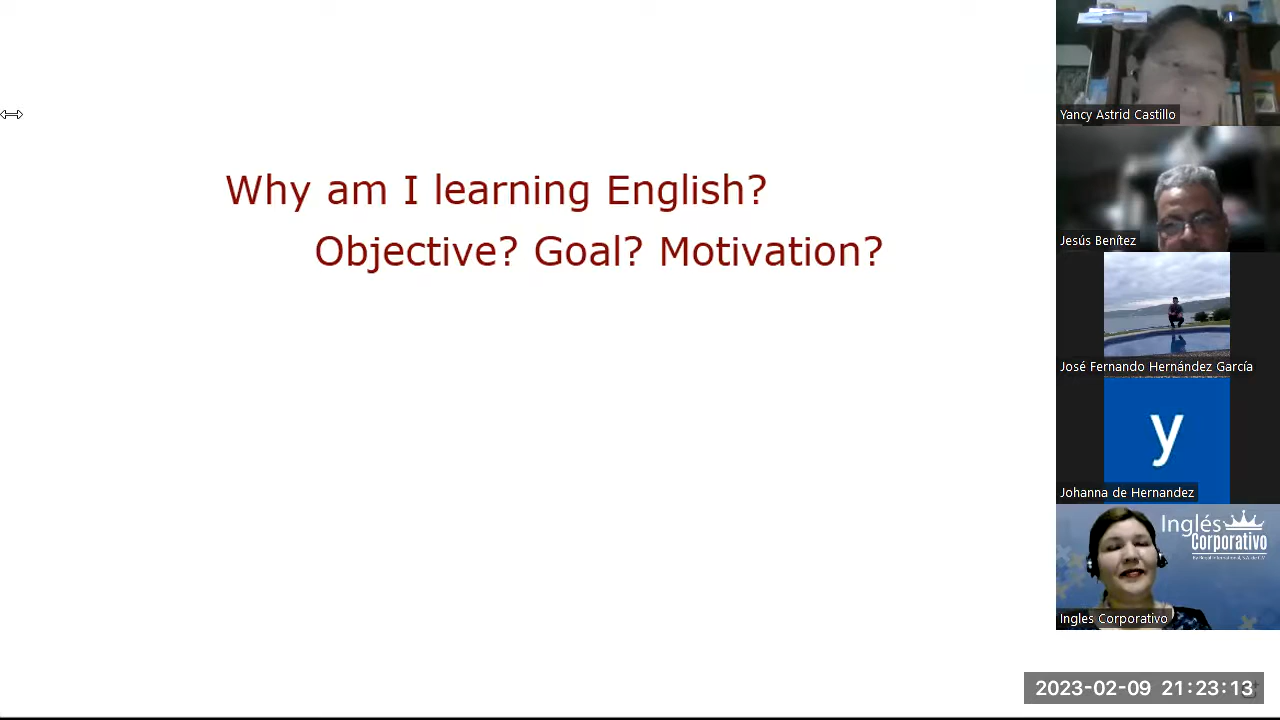 Why am I learning English?
Objective? Goal? Motivation?
Yancy Astrid Castillo
Jesús Benítez
José Fernando Hernández García
y
Johanna de Hernandez
Inglés
Corporativo
Ingles Corporativo
2023-02-09 21:23:13